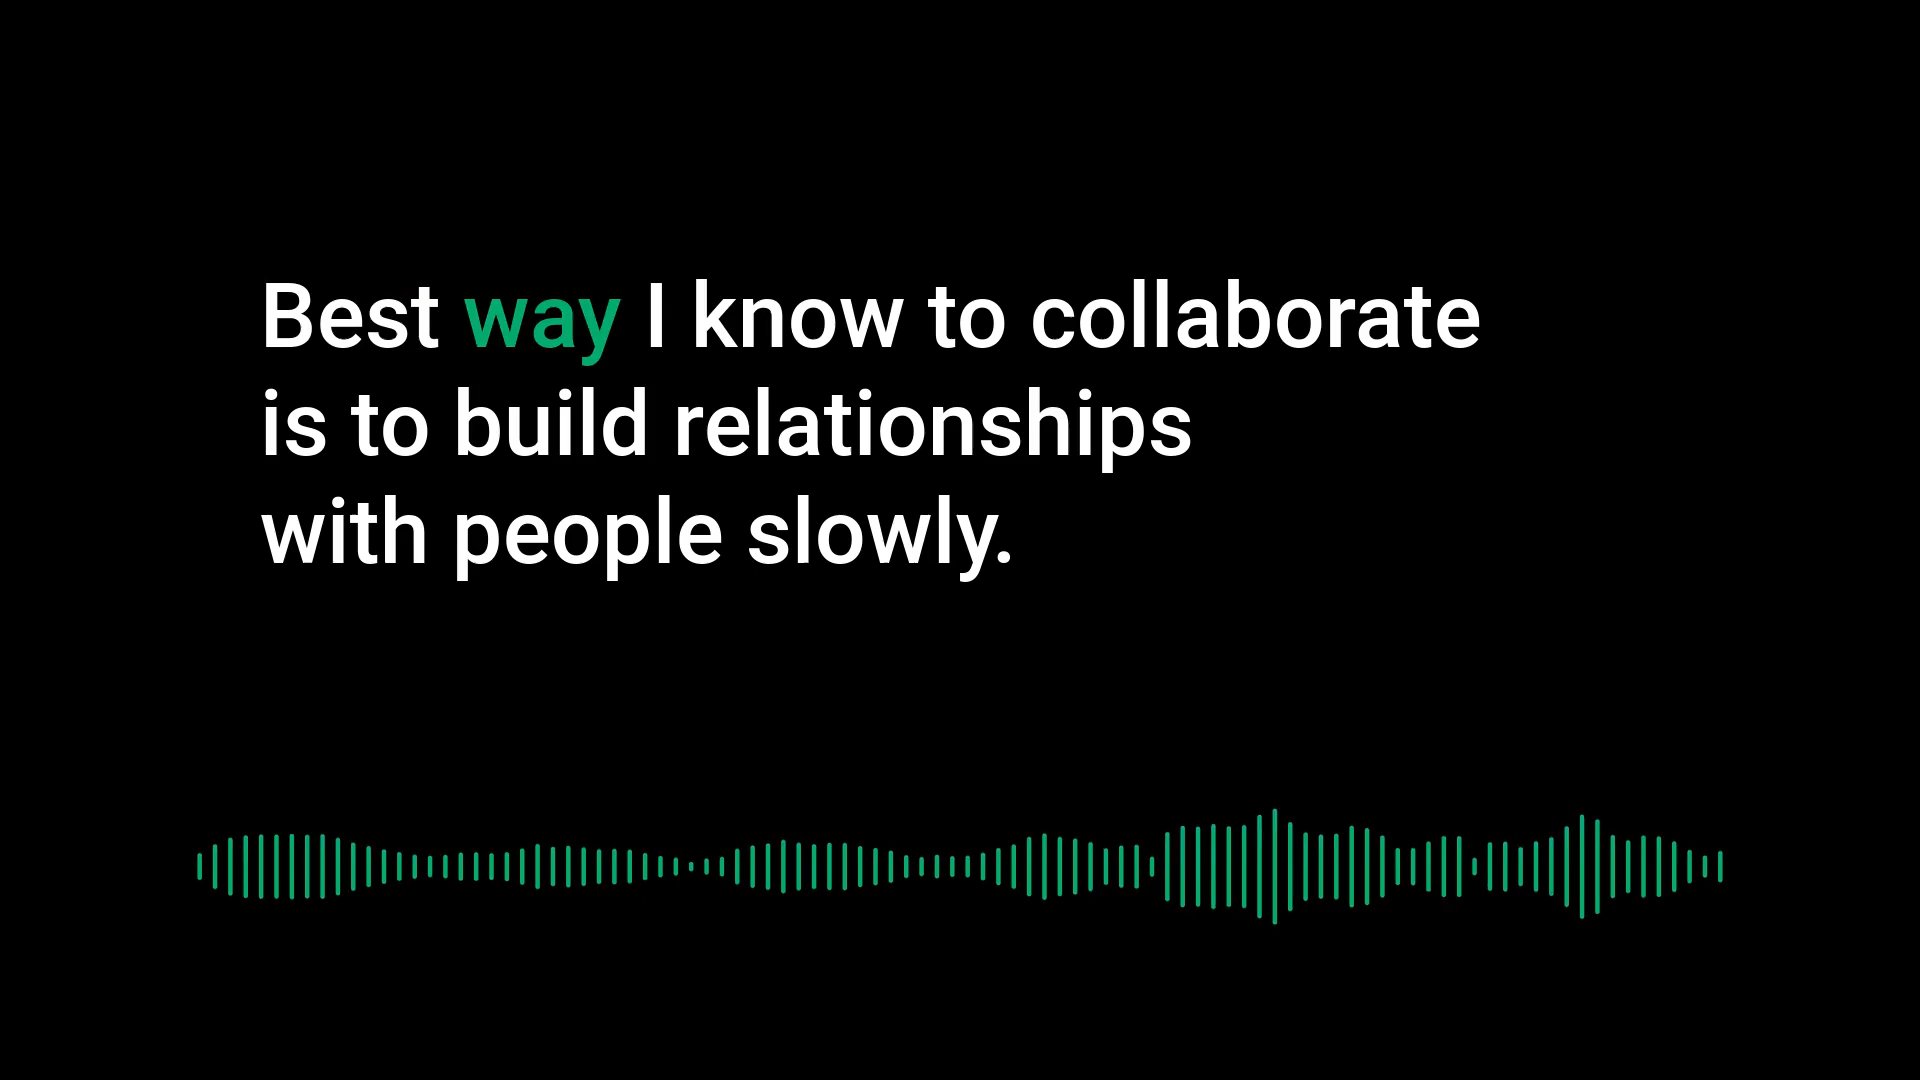 Best way I know to collaborate
is to build relationships
with people slowly.